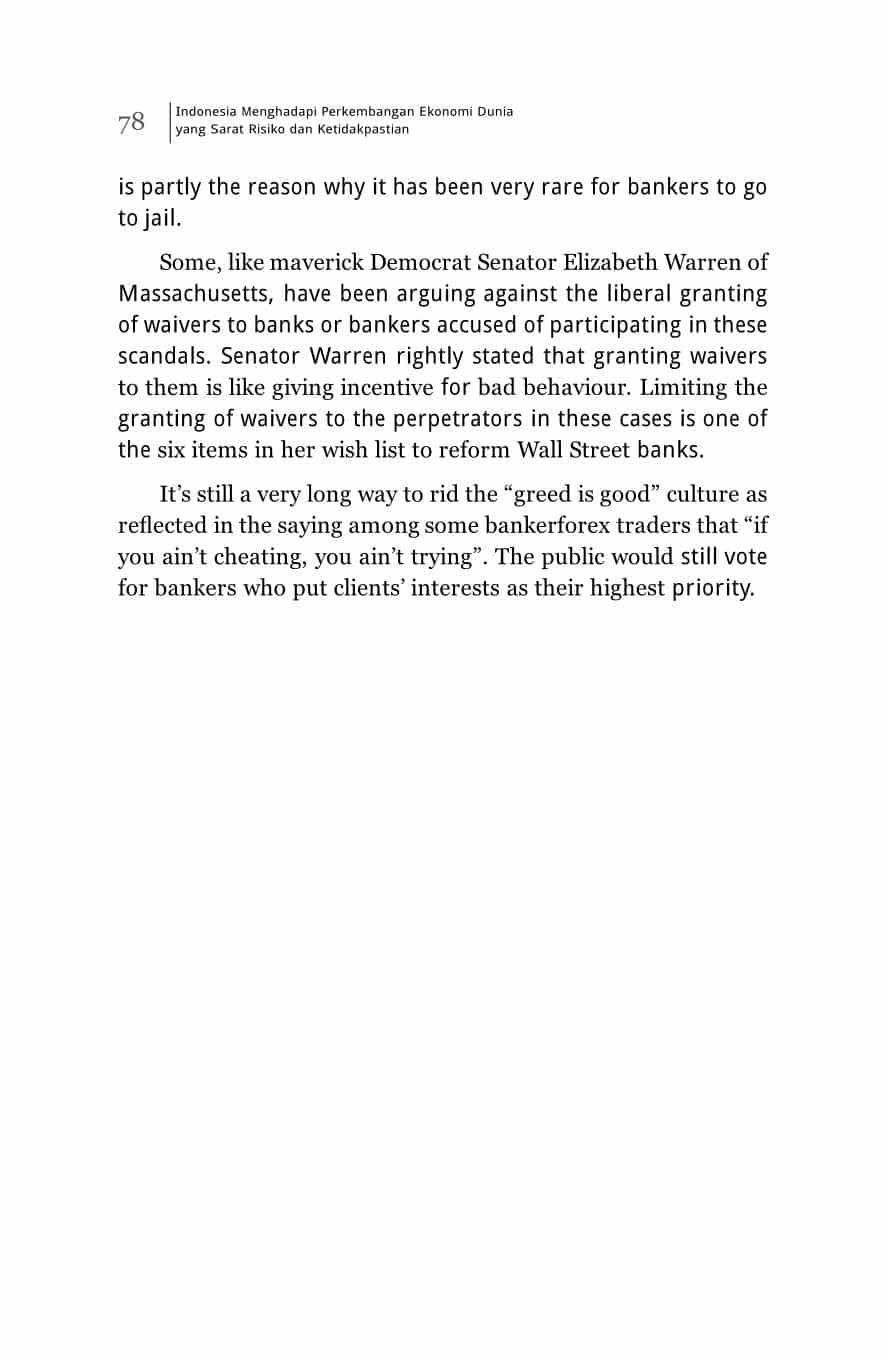 78
Indonesia Menghadapi Perkembangan Ekonomi Dunia
yang Sarat Risiko dan Ketidakpastian
is partly the reason why it has been very rare for bankers to go
to jail.
Some, like maverick Democrat Senator Elizabeth Warren of
Massachusetts, have been arguing against the liberal granting
of waivers to banks or bankers accused of participating in these
scandals. Senator Warren rightly stated that granting waivers
to them is like giving incentive for bad behaviour. Limiting the
granting of waivers to the perpetrators in these cases is one of
the six items in her wish list to reform Wall Street banks.
It’s still a very long way to rid the “greed is good” culture as
reflected in the saying among some bankerforex traders that “if
you ain’t cheating, you ain’t trying”. The public would still vote
for bankers who put clients’ interests as their highest priority.